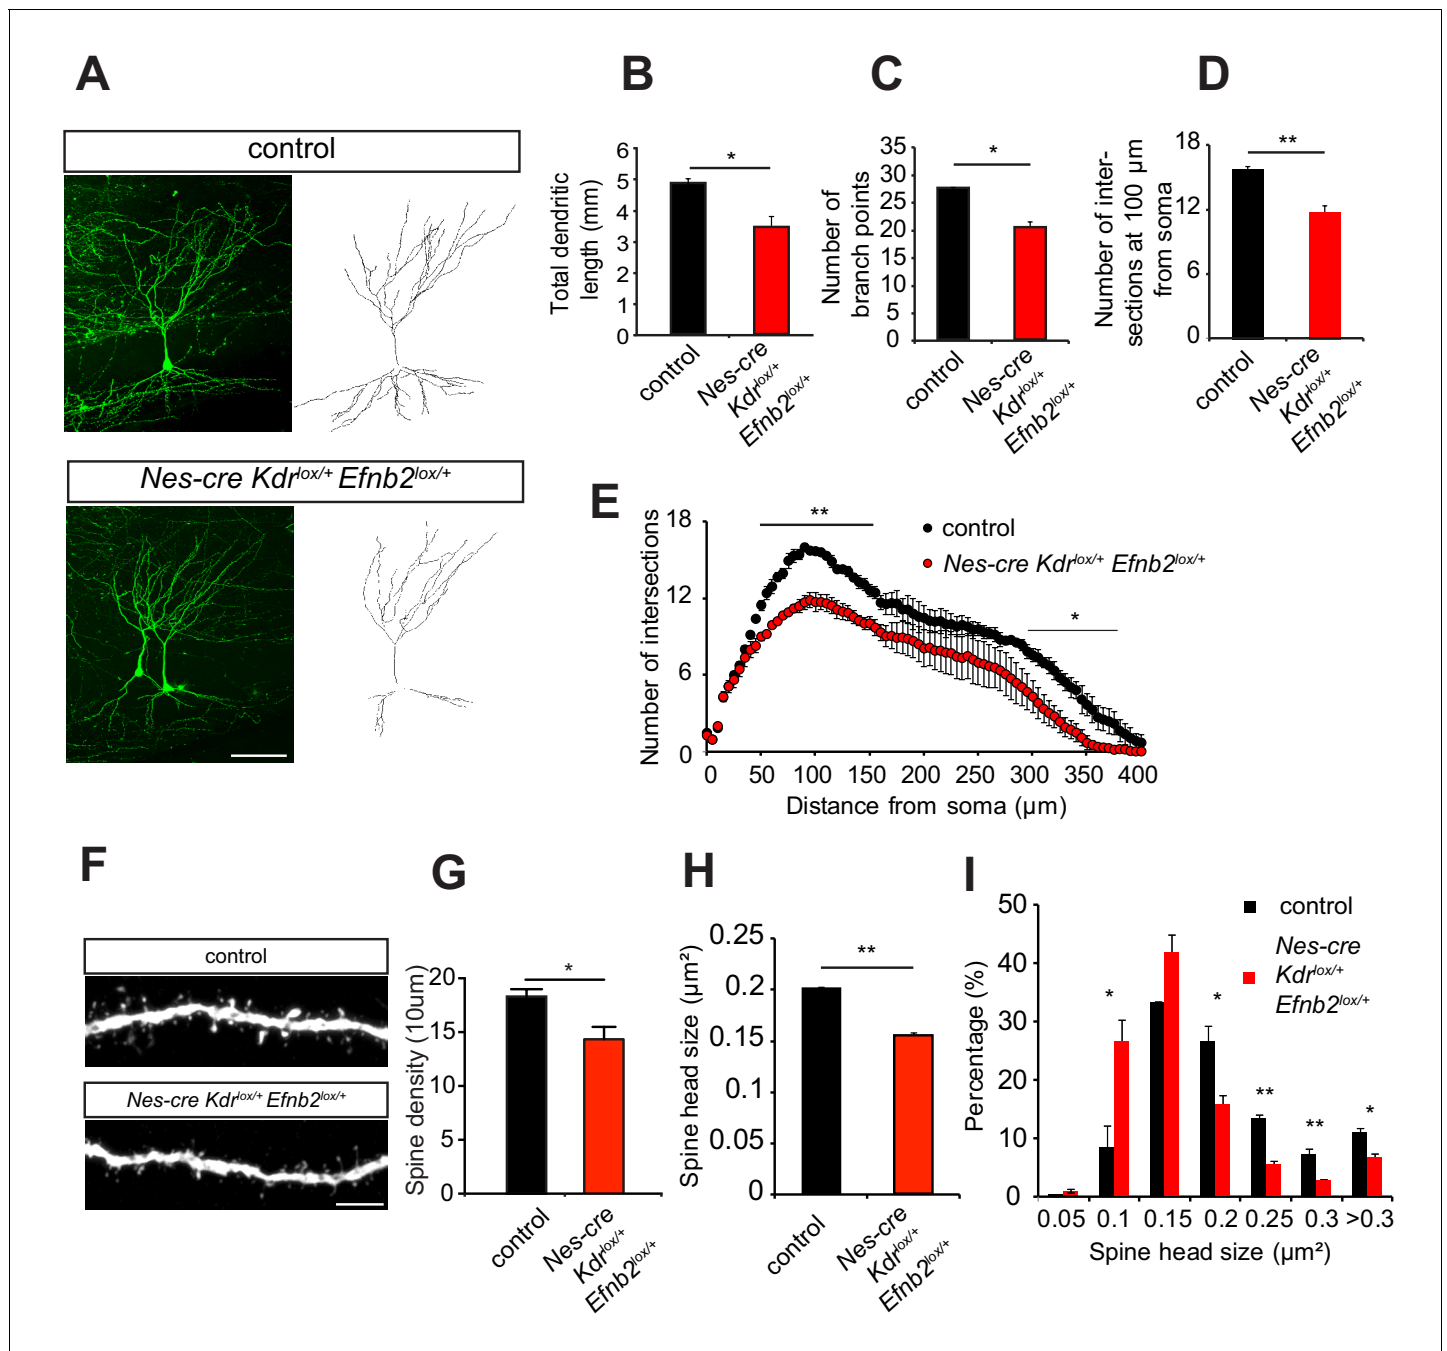 A
control
Nes-cre Kdrlox/+ Efnb2lox/+
B
Total dendritic
length (mm)
6
5
4
3
2
1
0
*
control
Nes-cre
Kdrlox/+
Efnb2lox/+
C
Number of
branch points
35
30
25
20
15
10
5
0
*
control
Nes-cre
Kdrlox/+
Efnb2lox/+
D
Number of inter-
sections at 100 µm
from soma
18
12
6
0
**
control
Nes-cre
Kdrlox/+
Efnb2lox/+
E
Number of intersections
18
12
6
0
**
*
control
Nes-cre Kdrlox/+ Efnb2lox/+
0 50 100 150 200 250 300 350 400
Distance from soma (µm)
F
control
Nes-cre Kdrlox/+ Efnb2lox/+
G
Spine density (10um)
20
15
10
5
0
*
control
Nes-cre
Kdrlox/+
Efnb2lox/+
H
Spine head size (µm²)
0.25
0.2
0.15
0.1
0.05
0
**
control
Nes-cre
Kdrlox/+
Efnb2lox/+
I
Percentage (%)
50
40
30
20
10
0
control
Nes-cre
Kdrlox/+
Efnb2lox/+
* * ** ** *
0.05 0.1 0.15 0.2 0.25 0.3 >0.3
Spine head size (µm²)